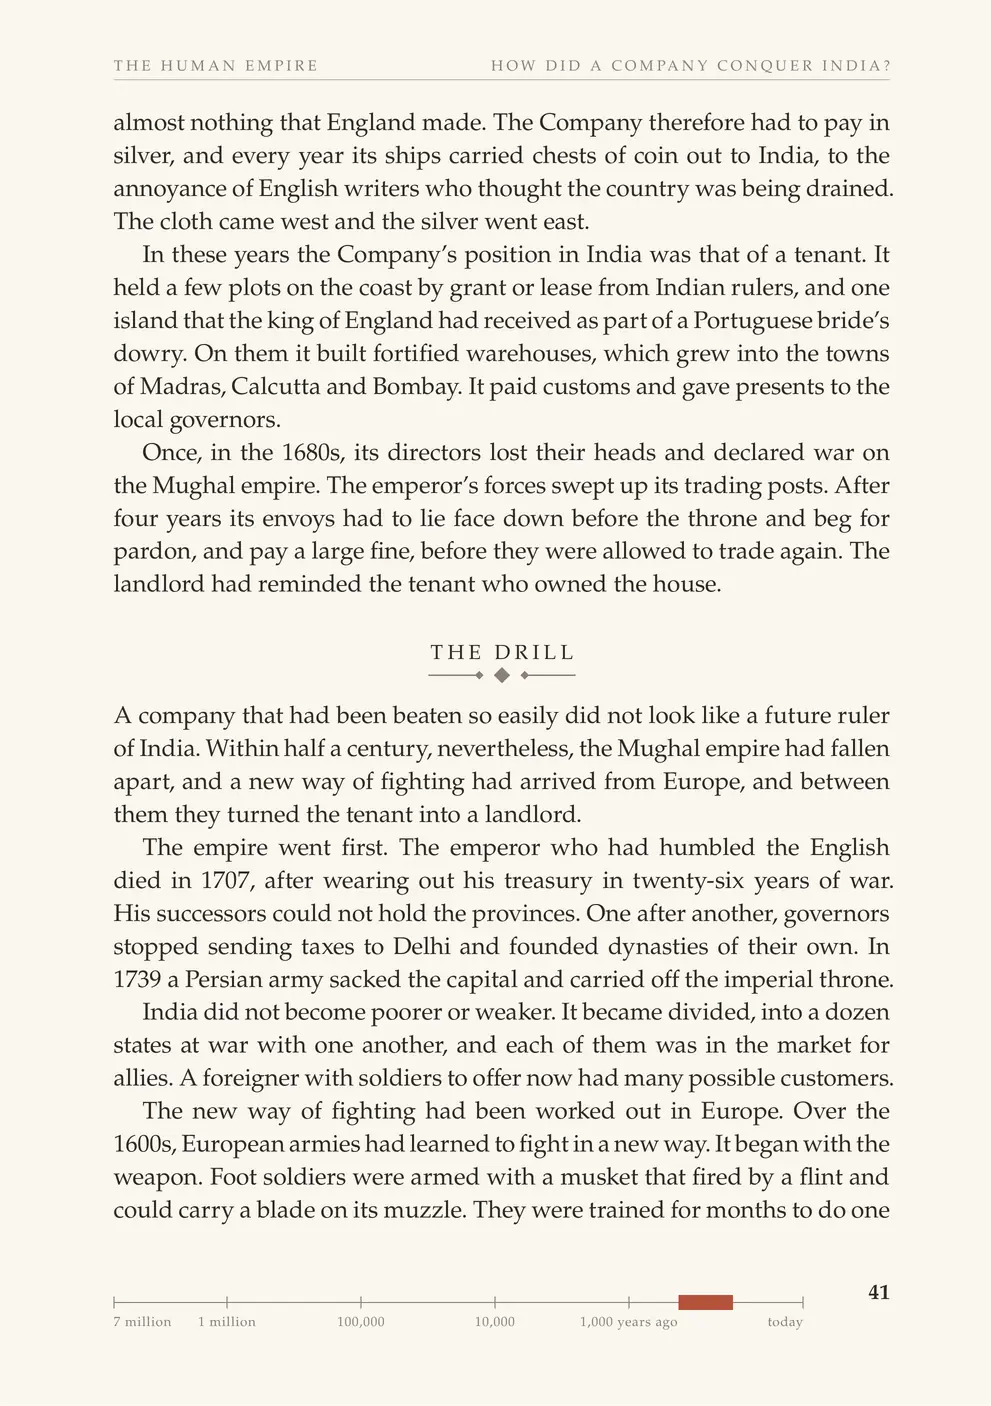 THE HUMAN EMPIRE
HOW DID A COMPANY CONQUER INDIA?
almost nothing that England made. The Company therefore had to pay in
silver, and every year its ships carried chests of coin out to India, to the
annoyance of English writers who thought the country was being drained.
The cloth came west and the silver went east.
In these years the Company’s position in India was that of a tenant. It
held a few plots on the coast by grant or lease from Indian rulers, and one
island that the king of England had received as part of a Portuguese bride’s
dowry. On them it built fortified warehouses, which grew into the towns
of Madras, Calcutta and Bombay. It paid customs and gave presents to the
local governors.
Once, in the 1680s, its directors lost their heads and declared war on
the Mughal empire. The emperor’s forces swept up its trading posts. After
four years its envoys had to lie face down before the throne and beg for
pardon, and pay a large fine, before they were allowed to trade again. The
landlord had reminded the tenant who owned the house.
THE DRILL
A company that had been beaten so easily did not look like a future ruler
of India. Within half a century, nevertheless, the Mughal empire had fallen
apart, and a new way of fighting had arrived from Europe, and between
them they turned the tenant into a landlord.
The empire went first. The emperor who had humbled the English
died in 1707, after wearing out his treasury in twenty-six years of war.
His successors could not hold the provinces. One after another, governors
stopped sending taxes to Delhi and founded dynasties of their own. In
1739 a Persian army sacked the capital and carried off the imperial throne.
India did not become poorer or weaker. It became divided, into a dozen
states at war with one another, and each of them was in the market for
allies. A foreigner with soldiers to offer now had many possible customers.
The new way of fighting had been worked out in Europe. Over the
1600s, European armies had learned to fight in a new way. It began with the
weapon. Foot soldiers were armed with a musket that fired by a flint and
could carry a blade on its muzzle. They were trained for months to do one
41
7 million 1 million 100,000 10,000 1,000 years ago today